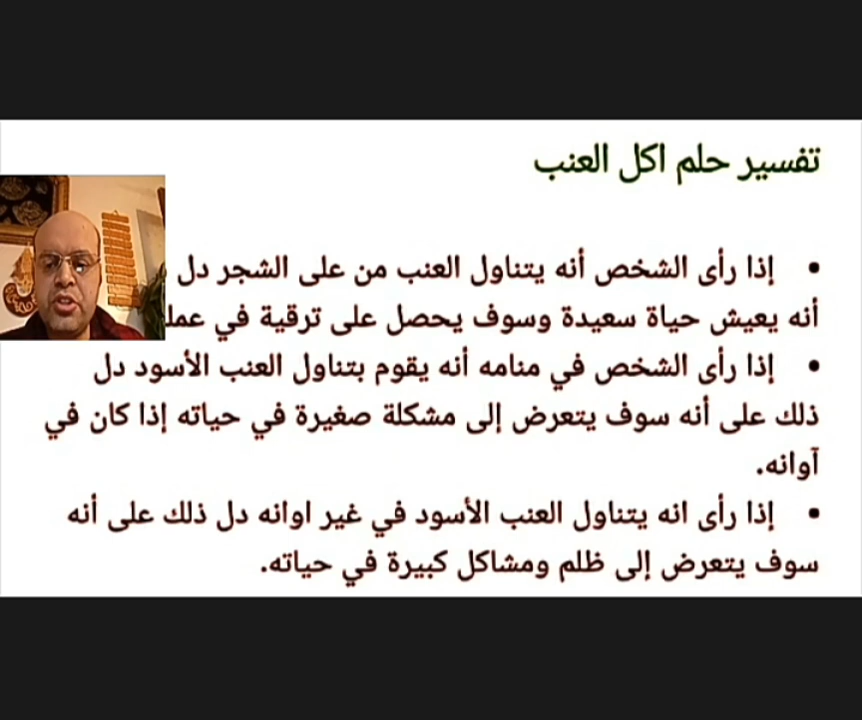 تفسير حلم اكل العنب
• إذا رأى الشخص أنه يتناول العنب من على الشجر دل
أنه يعيش حياة سعيدة وسوف يحصل على ترقية في عمل
• إذا رأى الشخص في منامه أنه يقوم بتناول العنب الأسود دل
ذلك على أنه سوف يتعرض إلى مشكلة صغيرة في حياته إذا كان في
آوانه.
• إذا رأى انه يتناول العنب الأسود في غير اوانه دل ذلك على أنه
سوف يتعرض إلى ظلم ومشاكل كبيرة في حياته.